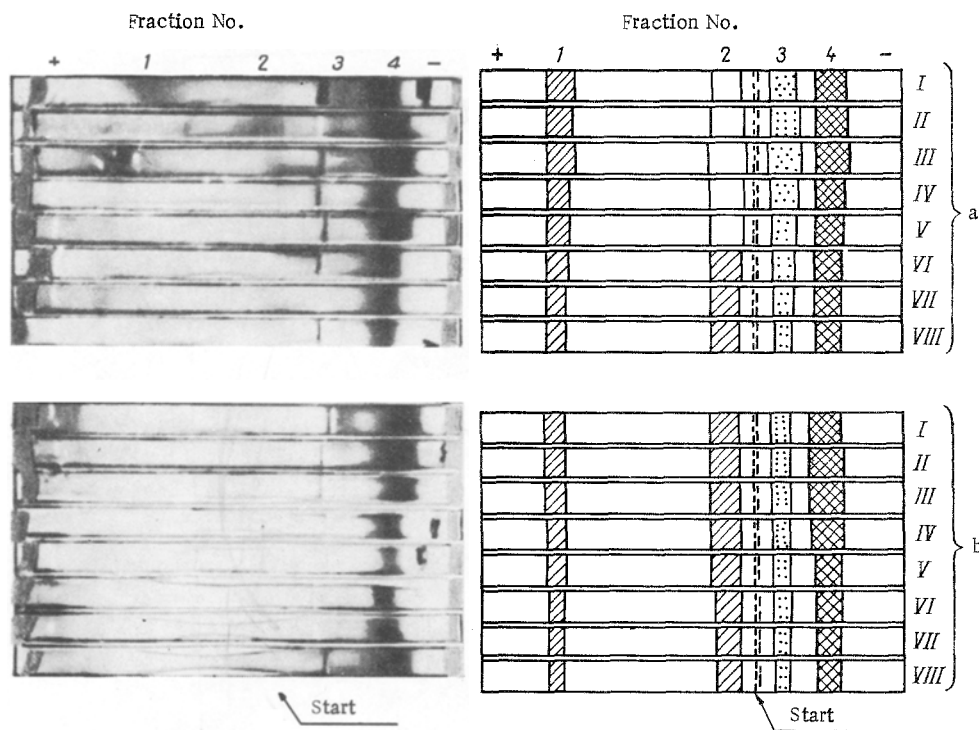 Fraction No.
Fraction No.
+ 1 2 3 4 −
+ 1 2 3 4 −
I
II
III
IV
V
VI
VII
VIII
a
I
II
III
IV
V
VI
VII
VIII
b
Start
Start